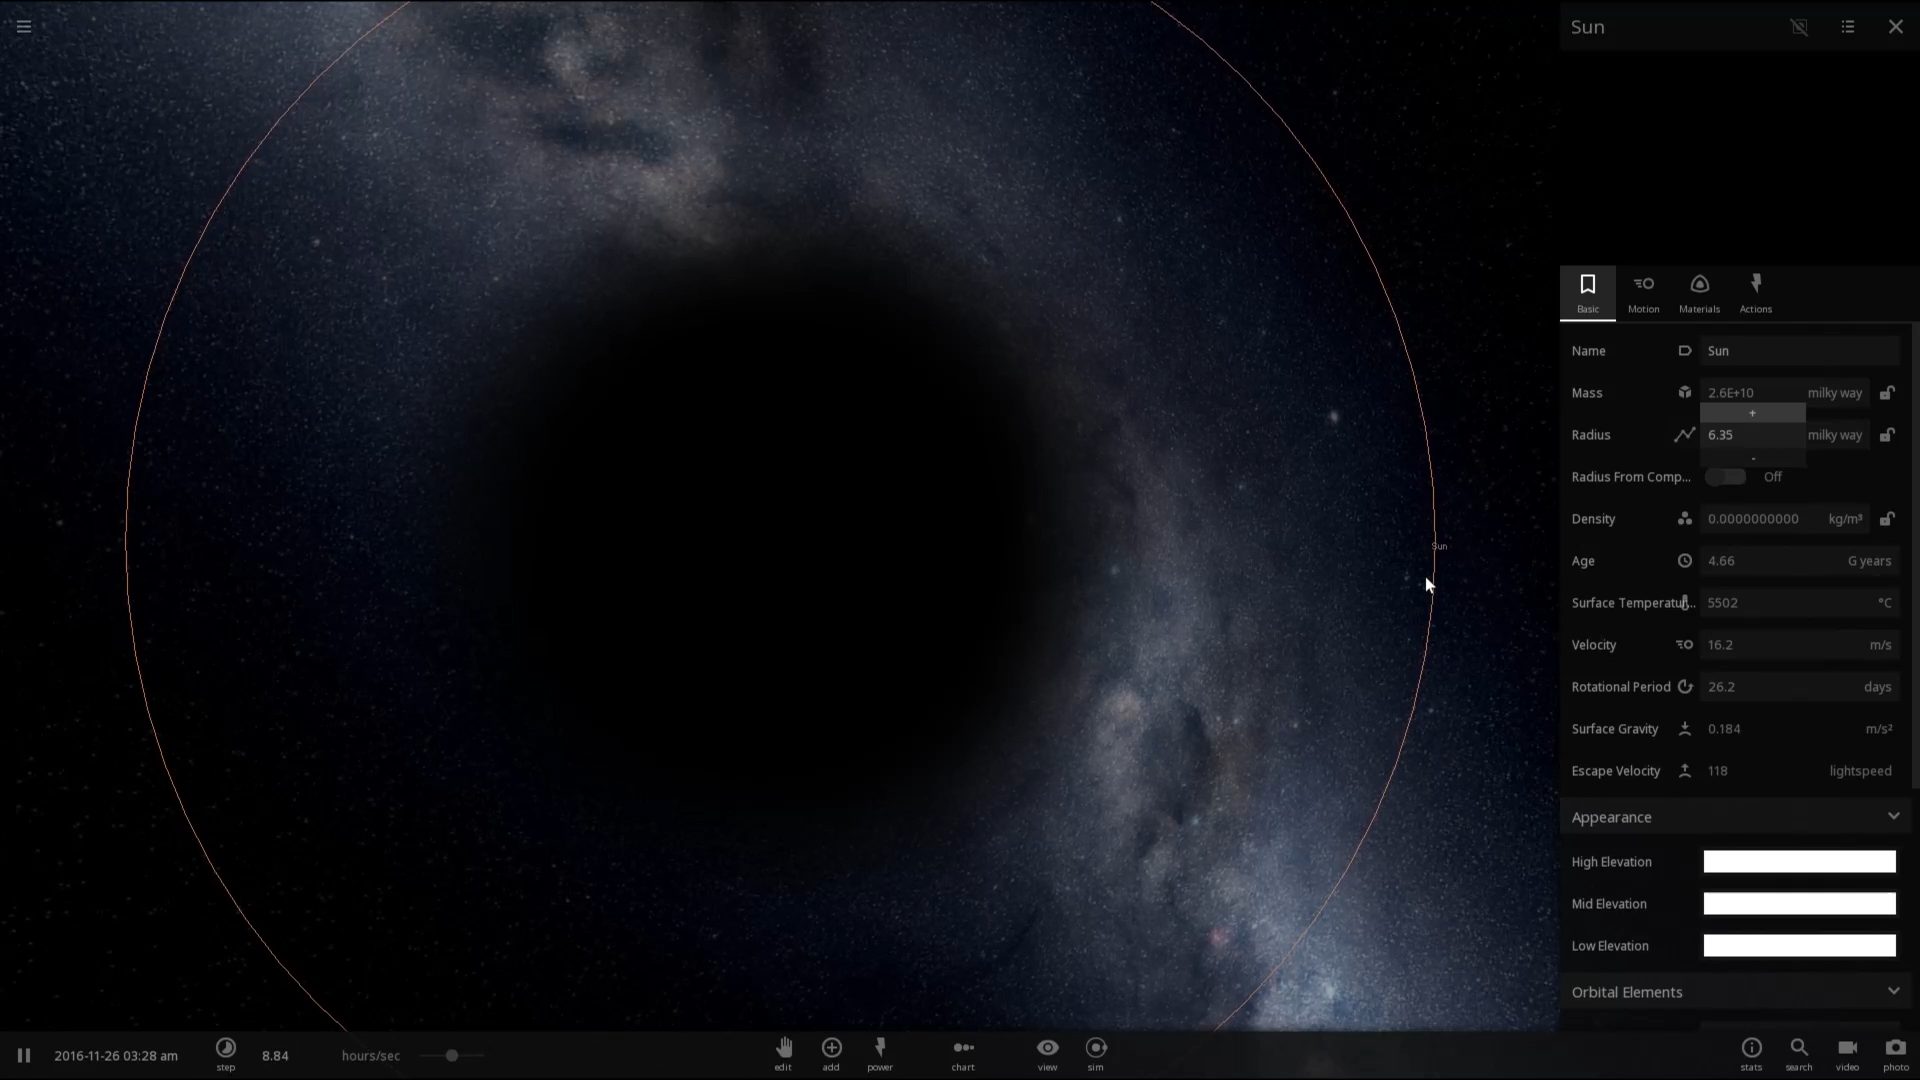 Sun
Basic
Motion
Materials
Actions
Name Sun
Mass 2.6E+10 milky way
+
Radius 6.35 milky way
-
Radius From Comp... Off
Density 0.0000000000 kg/m³
Sun
Age 4.66 G years
Surface Temperatur... 5502 °C
Velocity 16.2 m/s
Rotational Period 26.2 days
Surface Gravity 0.184 m/s²
Escape Velocity 118 lightspeed
Appearance
High Elevation
Mid Elevation
Low Elevation
Orbital Elements
2016-11-26 03:28 am
step
8.84 hours/sec
edit
add
power
chart
view
sim
stats
search
video
photo